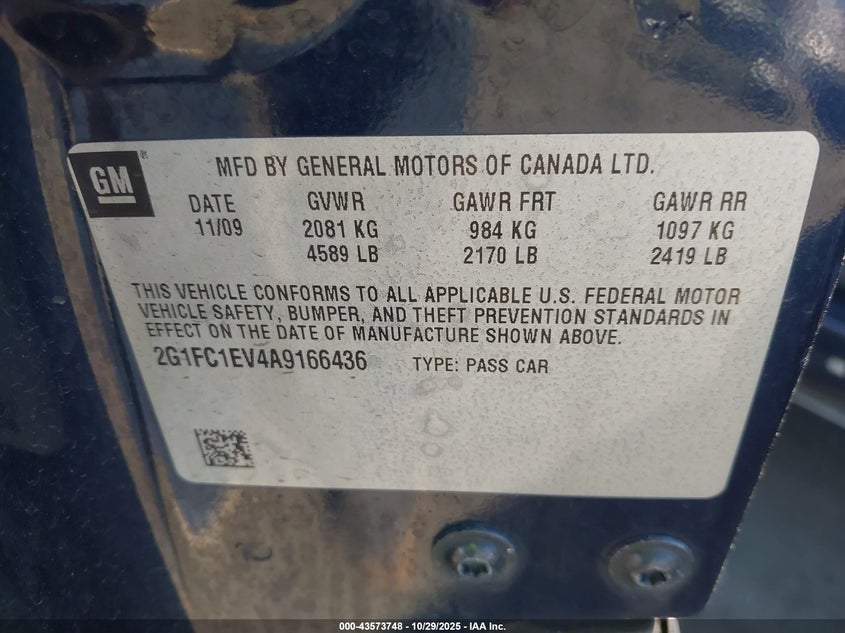 GM ®
MFD BY GENERAL MOTORS OF CANADA LTD.
DATE GVWR GAWR FRT GAWR RR
11/09 2081 KG 984 KG 1097 KG
4589 LB 2170 LB 2419 LB
THIS VEHICLE CONFORMS TO ALL APPLICABLE U.S. FEDERAL MOTOR
VEHICLE SAFETY, BUMPER, AND THEFT PREVENTION STANDARDS IN
EFFECT ON THE DATE OF MANUFACTURE SHOWN ABOVE.
2G1FC1EV4A9166436 TYPE: PASS CAR
000-43573748 - 10/29/2025 - IAA Inc.